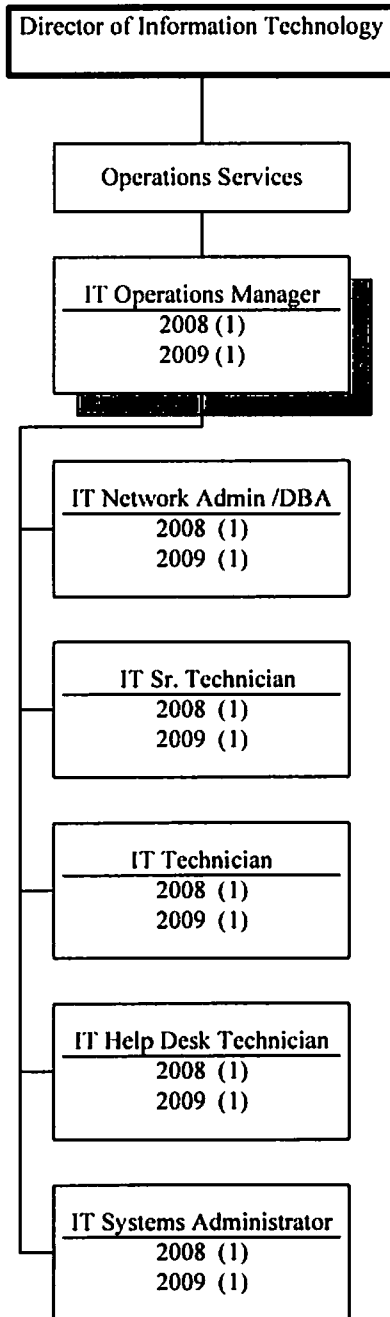 Director of Information Technology
Operations Services
IT Operations Manager
2008 (1)
2009 (1)
IT Network Admin /DBA
2008 (1)
2009 (1)
IT Sr. Technician
2008 (1)
2009 (1)
IT Technician
2008 (1)
2009 (1)
IT Help Desk Technician
2008 (1)
2009 (1)
IT Systems Administrator
2008 (1)
2009 (1)